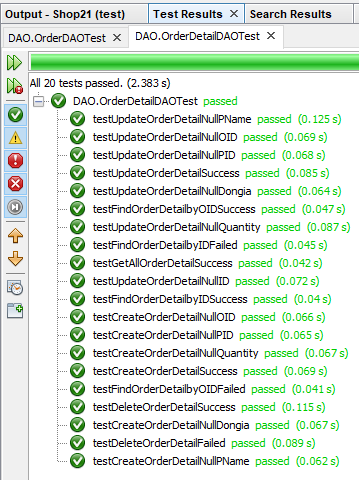 Output - Shop21 (test) Test Results × Search Results
DAO.OrderDAOTest × DAO.OrderDetailDAOTest ×
All 20 tests passed. (2.383 s)
DAO.OrderDetailDAOTest passed
testUpdateOrderDetailNullPName passed (0.125 s)
testUpdateOrderDetailNullOID passed (0.069 s)
testUpdateOrderDetailNullPID passed (0.068 s)
testUpdateOrderDetailSuccess passed (0.085 s)
testUpdateOrderDetailNullDongia passed (0.064 s)
testFindOrderDetailbyOIDSuccess passed (0.047 s)
testUpdateOrderDetailNullQuantity passed (0.087 s)
testFindOrderDetailbyIDFailed passed (0.045 s)
testGetAllOrderDetailSuccess passed (0.042 s)
testUpdateOrderDetailNullID passed (0.072 s)
testFindOrderDetailbyIDSuccess passed (0.04 s)
testCreateOrderDetailNullOID passed (0.066 s)
testCreateOrderDetailNullPID passed (0.065 s)
testCreateOrderDetailNullQuantity passed (0.067 s)
testCreateOrderDetailSuccess passed (0.069 s)
testFindOrderDetailbyOIDFailed passed (0.041 s)
testDeleteOrderDetailSuccess passed (0.115 s)
testCreateOrderDetailNullDongia passed (0.067 s)
testDeleteOrderDetailFailed passed (0.089 s)
testCreateOrderDetailNullPName passed (0.062 s)